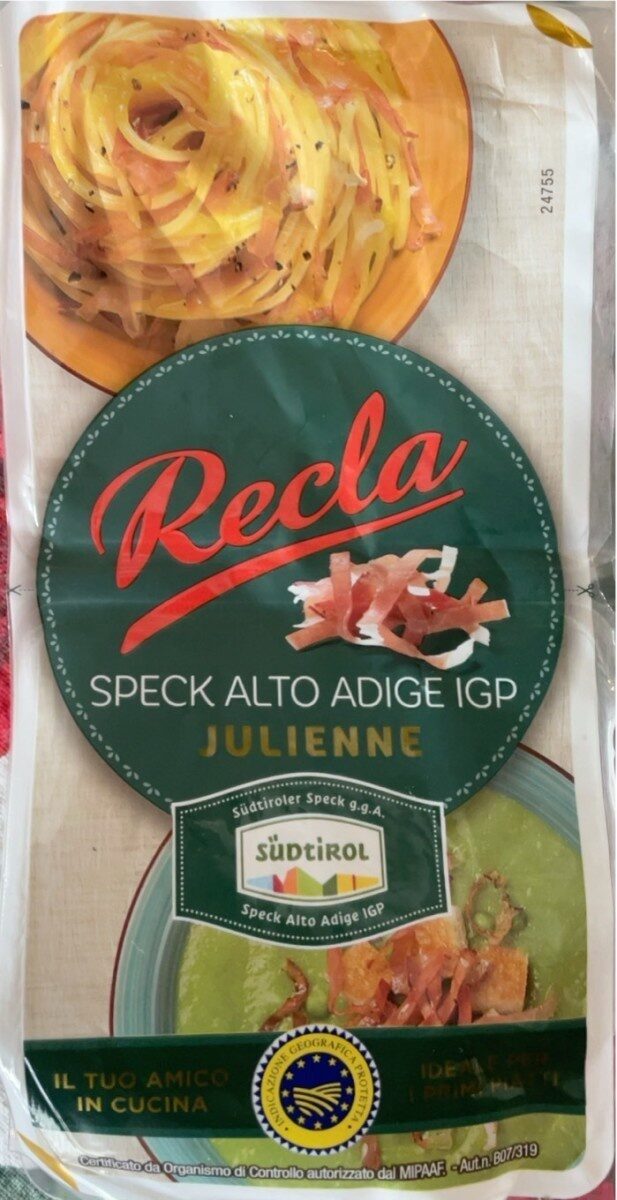 24755
Recla
SPECK ALTO ADIGE IGP
JULIENNE
Südtiroler Speck g.g.A.
SÜDTiROL
Speck Alto Adige IGP
IL TUO AMICO
IN CUCINA
INDICAZIONE GEOGRAFICA PROTETTA
IDEALE PER
I PRIMI PIATTI
Certificato da Organismo di Controllo autorizzato dal MIPAAF. - Aut.n. B07/319